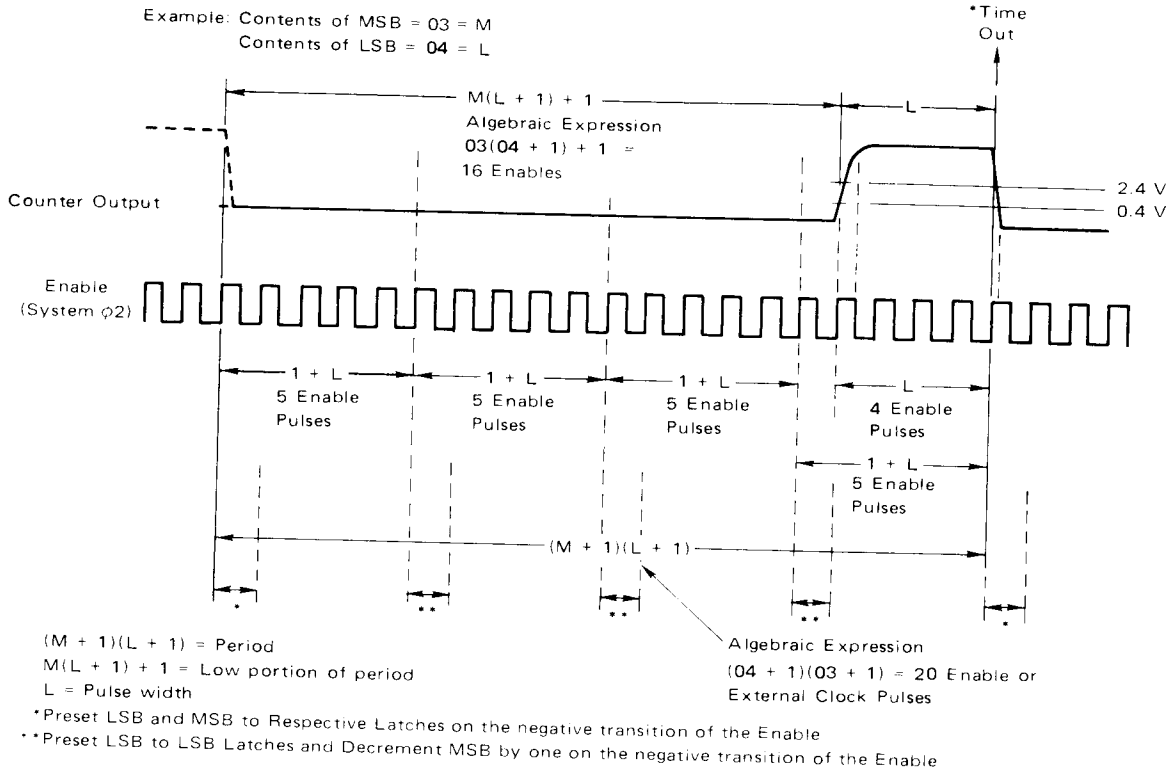 Example: Contents of MSB = 03 = M
Contents of LSB = 04 = L
*Time
Out
M(L + 1) + 1
L
Algebraic Expression
03(04 + 1) + 1 =
16 Enables
2.4 V
0.4 V
Counter Output
Enable
(System φ2)
1 + L
5 Enable
Pulses
1 + L
5 Enable
Pulses
1 + L
5 Enable
Pulses
L
4 Enable
Pulses
1 + L
5 Enable
Pulses
(M + 1)(L + 1)
*
**
**
**
*
(M + 1)(L + 1) = Period
M(L + 1) + 1 = Low portion of period
L = Pulse width
Algebraic Expression
(04 + 1)(03 + 1) = 20 Enable or
External Clock Pulses
*Preset LSB and MSB to Respective Latches on the negative transition of the Enable
**Preset LSB to LSB Latches and Decrement MSB by one on the negative transition of the Enable